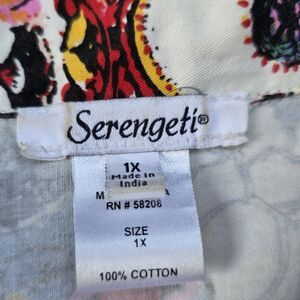 Serengeti®
1X
Made in
India
RN # 58208
SIZE
1X
100% COTTON